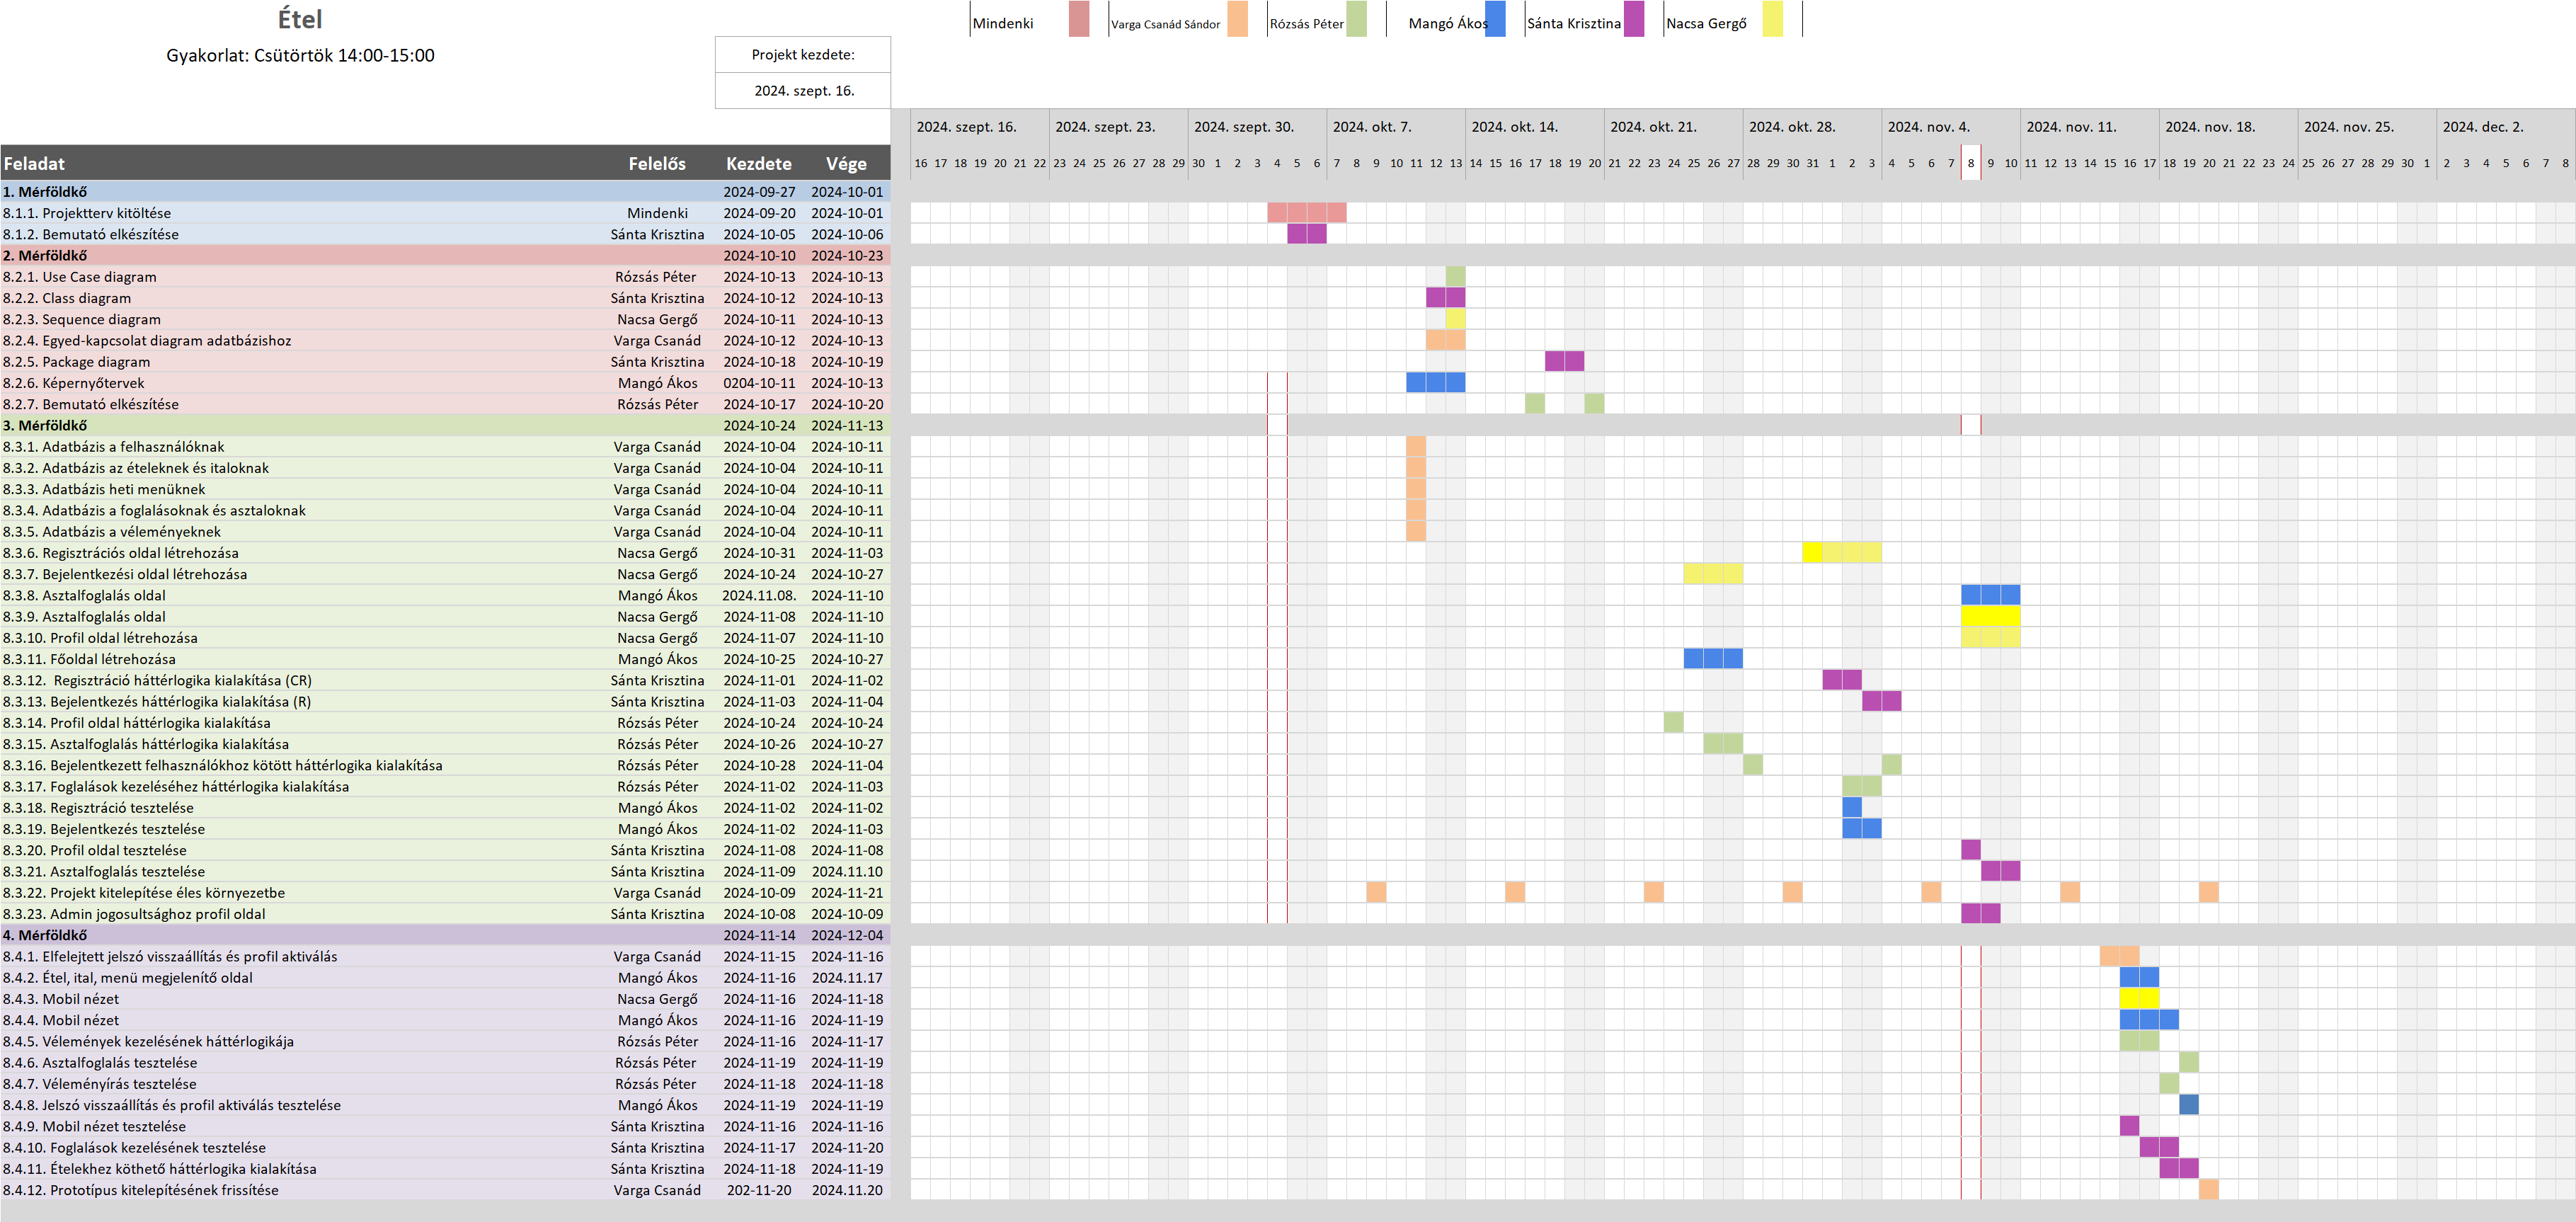 Étel
Mindenki Varga Csanád Sándor Rózsás Péter Mangó Ákos Sánta Krisztina Nacsa Gergő
Gyakorlat: Csütörtök 14:00-15:00
Projekt kezdete:
2024. szept. 16.
2024. szept. 16. 2024. szept. 23. 2024. szept. 30. 2024. okt. 7. 2024. okt. 14. 2024. okt. 21. 2024. okt. 28. 2024. nov. 4. 2024. nov. 11. 2024. nov. 18. 2024. nov. 25. 2024. dec. 2.
Feladat Felelős Kezdete Vége 16 17 18 19 20 21 22 23 24 25 26 27 28 29 30 1 2 3 4 5 6 7 8 9 10 11 12 13 14 15 16 17 18 19 20 21 22 23 24 25 26 27 28 29 30 31 1 2 3 4 5 6 7 8 9 10 11 12 13 14 15 16 17 18 19 20 21 22 23 24 25 26 27 28 29 30 1 2 3 4 5 6 7 8
1. Mérföldkő 2024-09-27 2024-10-01
8.1.1. Projektterv kitöltése Mindenki 2024-09-20 2024-10-01
8.1.2. Bemutató elkészítése Sánta Krisztina 2024-10-05 2024-10-06
2. Mérföldkő 2024-10-10 2024-10-23
8.2.1. Use Case diagram Rózsás Péter 2024-10-13 2024-10-13
8.2.2. Class diagram Sánta Krisztina 2024-10-12 2024-10-13
8.2.3. Sequence diagram Nacsa Gergő 2024-10-11 2024-10-13
8.2.4. Egyed-kapcsolat diagram adatbázishoz Varga Csanád 2024-10-12 2024-10-13
8.2.5. Package diagram Sánta Krisztina 2024-10-18 2024-10-19
8.2.6. Képernyőtervek Mangó Ákos 0204-10-11 2024-10-13
8.2.7. Bemutató elkészítése Rózsás Péter 2024-10-17 2024-10-20
3. Mérföldkő 2024-10-24 2024-11-13
8.3.1. Adatbázis a felhasználóknak Varga Csanád 2024-10-04 2024-10-11
8.3.2. Adatbázis az ételeknek és italoknak Varga Csanád 2024-10-04 2024-10-11
8.3.3. Adatbázis heti menüknek Varga Csanád 2024-10-04 2024-10-11
8.3.4. Adatbázis a foglalásoknak és asztaloknak Varga Csanád 2024-10-04 2024-10-11
8.3.5. Adatbázis a véleményeknek Varga Csanád 2024-10-04 2024-10-11
8.3.6. Regisztrációs oldal létrehozása Nacsa Gergő 2024-10-31 2024-11-03
8.3.7. Bejelentkezési oldal létrehozása Nacsa Gergő 2024-10-24 2024-10-27
8.3.8. Asztalfoglalás oldal Mangó Ákos 2024.11.08. 2024-11-10
8.3.9. Asztalfoglalás oldal Nacsa Gergő 2024-11-08 2024-11-10
8.3.10. Profil oldal létrehozása Nacsa Gergő 2024-11-07 2024-11-10
8.3.11. Főoldal létrehozása Mangó Ákos 2024-10-25 2024-10-27
8.3.12. Regisztráció háttérlogika kialakítása (CR) Sánta Krisztina 2024-11-01 2024-11-02
8.3.13. Bejelentkezés háttérlogika kialakítása (R) Sánta Krisztina 2024-11-03 2024-11-04
8.3.14. Profil oldal háttérlogika kialakítása Rózsás Péter 2024-10-24 2024-10-24
8.3.15. Asztalfoglalás háttérlogika kialakítása Rózsás Péter 2024-10-26 2024-10-27
8.3.16. Bejelentkezett felhasználókhoz kötött háttérlogika kialakítása Rózsás Péter 2024-10-28 2024-11-04
8.3.17. Foglalások kezeléséhez háttérlogika kialakítása Rózsás Péter 2024-11-02 2024-11-03
8.3.18. Regisztráció tesztelése Mangó Ákos 2024-11-02 2024-11-02
8.3.19. Bejelentkezés tesztelése Mangó Ákos 2024-11-02 2024-11-03
8.3.20. Profil oldal tesztelése Sánta Krisztina 2024-11-08 2024-11-08
8.3.21. Asztalfoglalás tesztelése Sánta Krisztina 2024-11-09 2024.11.10
8.3.22. Projekt kitelepítése éles környezetbe Varga Csanád 2024-10-09 2024-11-21
8.3.23. Admin jogosultsághoz profil oldal Sánta Krisztina 2024-10-08 2024-10-09
4. Mérföldkő 2024-11-14 2024-12-04
8.4.1. Elfelejtett jelszó visszaállítás és profil aktiválás Varga Csanád 2024-11-15 2024-11-16
8.4.2. Étel, ital, menü megjelenítő oldal Mangó Ákos 2024-11-16 2024.11.17
8.4.3. Mobil nézet Nacsa Gergő 2024-11-16 2024-11-18
8.4.4. Mobil nézet Mangó Ákos 2024-11-16 2024-11-19
8.4.5. Vélemények kezelésének háttérlogikája Rózsás Péter 2024-11-16 2024-11-17
8.4.6. Asztalfoglalás tesztelése Rózsás Péter 2024-11-19 2024-11-19
8.4.7. Véleményírás tesztelése Rózsás Péter 2024-11-18 2024-11-18
8.4.8. Jelszó visszaállítás és profil aktiválás tesztelése Mangó Ákos 2024-11-19 2024-11-19
8.4.9. Mobil nézet tesztelése Sánta Krisztina 2024-11-16 2024-11-16
8.4.10. Foglalások kezelésének tesztelése Sánta Krisztina 2024-11-17 2024-11-20
8.4.11. Ételekhez köthető háttérlogika kialakítása Sánta Krisztina 2024-11-18 2024-11-19
8.4.12. Prototípus kitelepítésének frissítése Varga Csanád 202-11-20 2024.11.20